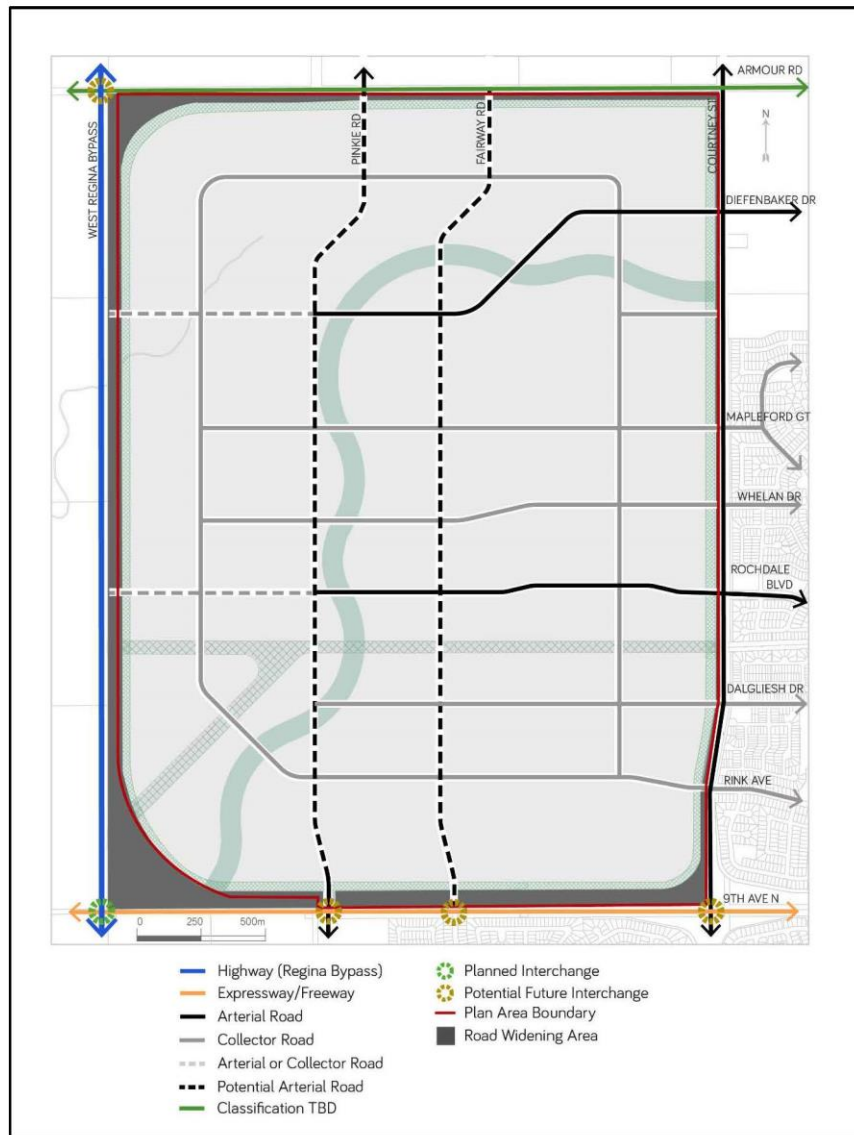 ARMOUR RD
N
PINKIE RD
FAIRWAY RD
COURTNEY ST
WEST REGINA BYPASS
DIEFENBAKER DR
MAPLEFORD GT
WHELAN DR
ROCHDALE
BLVD
DALGLIESH DR
RINK AVE
9TH AVE N
0 250 500m
Highway (Regina Bypass)
Expressway/Freeway
Arterial Road
Collector Road
Arterial or Collector Road
Potential Arterial Road
Classification TBD
Planned Interchange
Potential Future Interchange
Plan Area Boundary
Road Widening Area